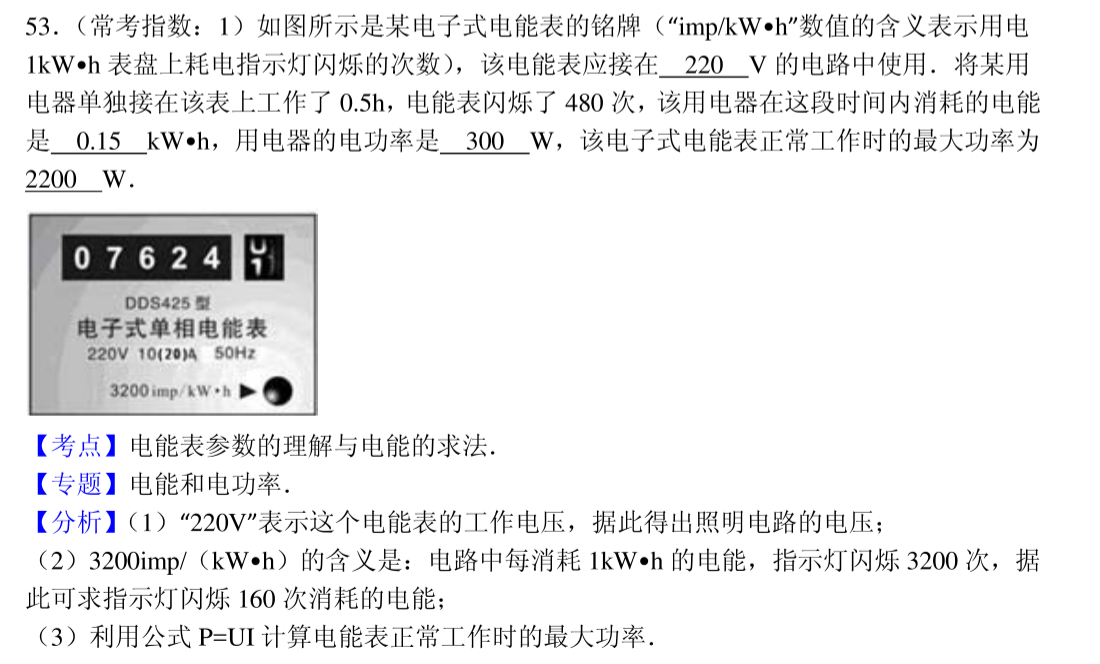 53.（常考指数：1）如图所示是某电子式电能表的铭牌（“imp/kW•h”数值的含义表示用电
1kW•h 表盘上耗电指示灯闪烁的次数），该电能表应接在 220 V 的电路中使用．将某用
电器单独接在该表上工作了 0.5h，电能表闪烁了 480 次，该用电器在这段时间内消耗的电能
是 0.15 kW•h，用电器的电功率是 300 W，该电子式电能表正常工作时的最大功率为
2200 W．
0 7 6 2 4
DDS425 型
电子式单相电能表
220V 10(20)A 50Hz
3200 imp/kW•h
【考点】电能表参数的理解与电能的求法．
【专题】电能和电功率．
【分析】（1）“220V”表示这个电能表的工作电压，据此得出照明电路的电压；
（2）3200imp/（kW•h）的含义是：电路中每消耗 1kW•h 的电能，指示灯闪烁 3200 次，据
此可求指示灯闪烁 160 次消耗的电能；
（3）利用公式 P=UI 计算电能表正常工作时的最大功率．